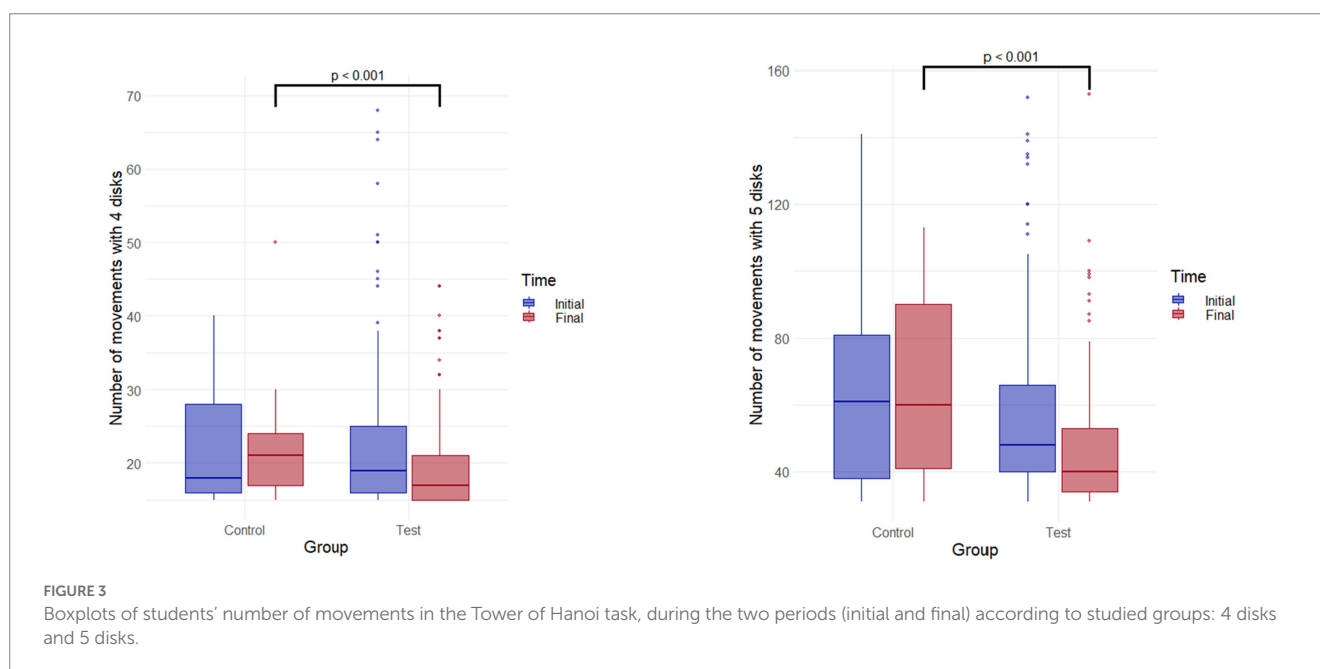 p < 0.001
70
60
50
40
30
20
Number of movements with 4 disks
Control
Test
Group
Time
Initial
Final
p < 0.001
160
120
80
40
Number of movements with 5 disks
Control
Test
Group
Time
Initial
Final
FIGURE 3
Boxplots of students’ number of movements in the Tower of Hanoi task, during the two periods (initial and final) according to studied groups: 4 disks
and 5 disks.